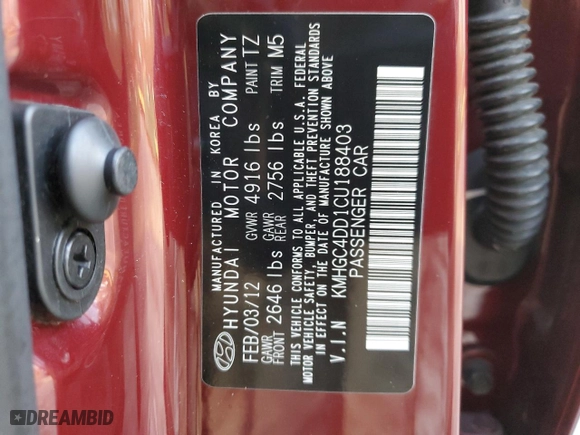 MANUFACTURED IN KOREA BY
HYUNDAI MOTOR COMPANY
FEB/03/12 GVWR 4916 lbs PAINT TZ
GAWR FRONT 2646 lbs GAWR REAR 2756 lbs TRIM M5
THIS VEHICLE CONFORMS TO ALL APPLICABLE U.S.A. FEDERAL
MOTOR VEHICLE SAFETY, BUMPER, AND THEFT PREVENTION STANDARDS
IN EFFECT ON THE DATE OF MANUFACTURE SHOWN ABOVE
V.I.N KMHGC4DD1CU188403
PASSENGER CAR
DREAMBID